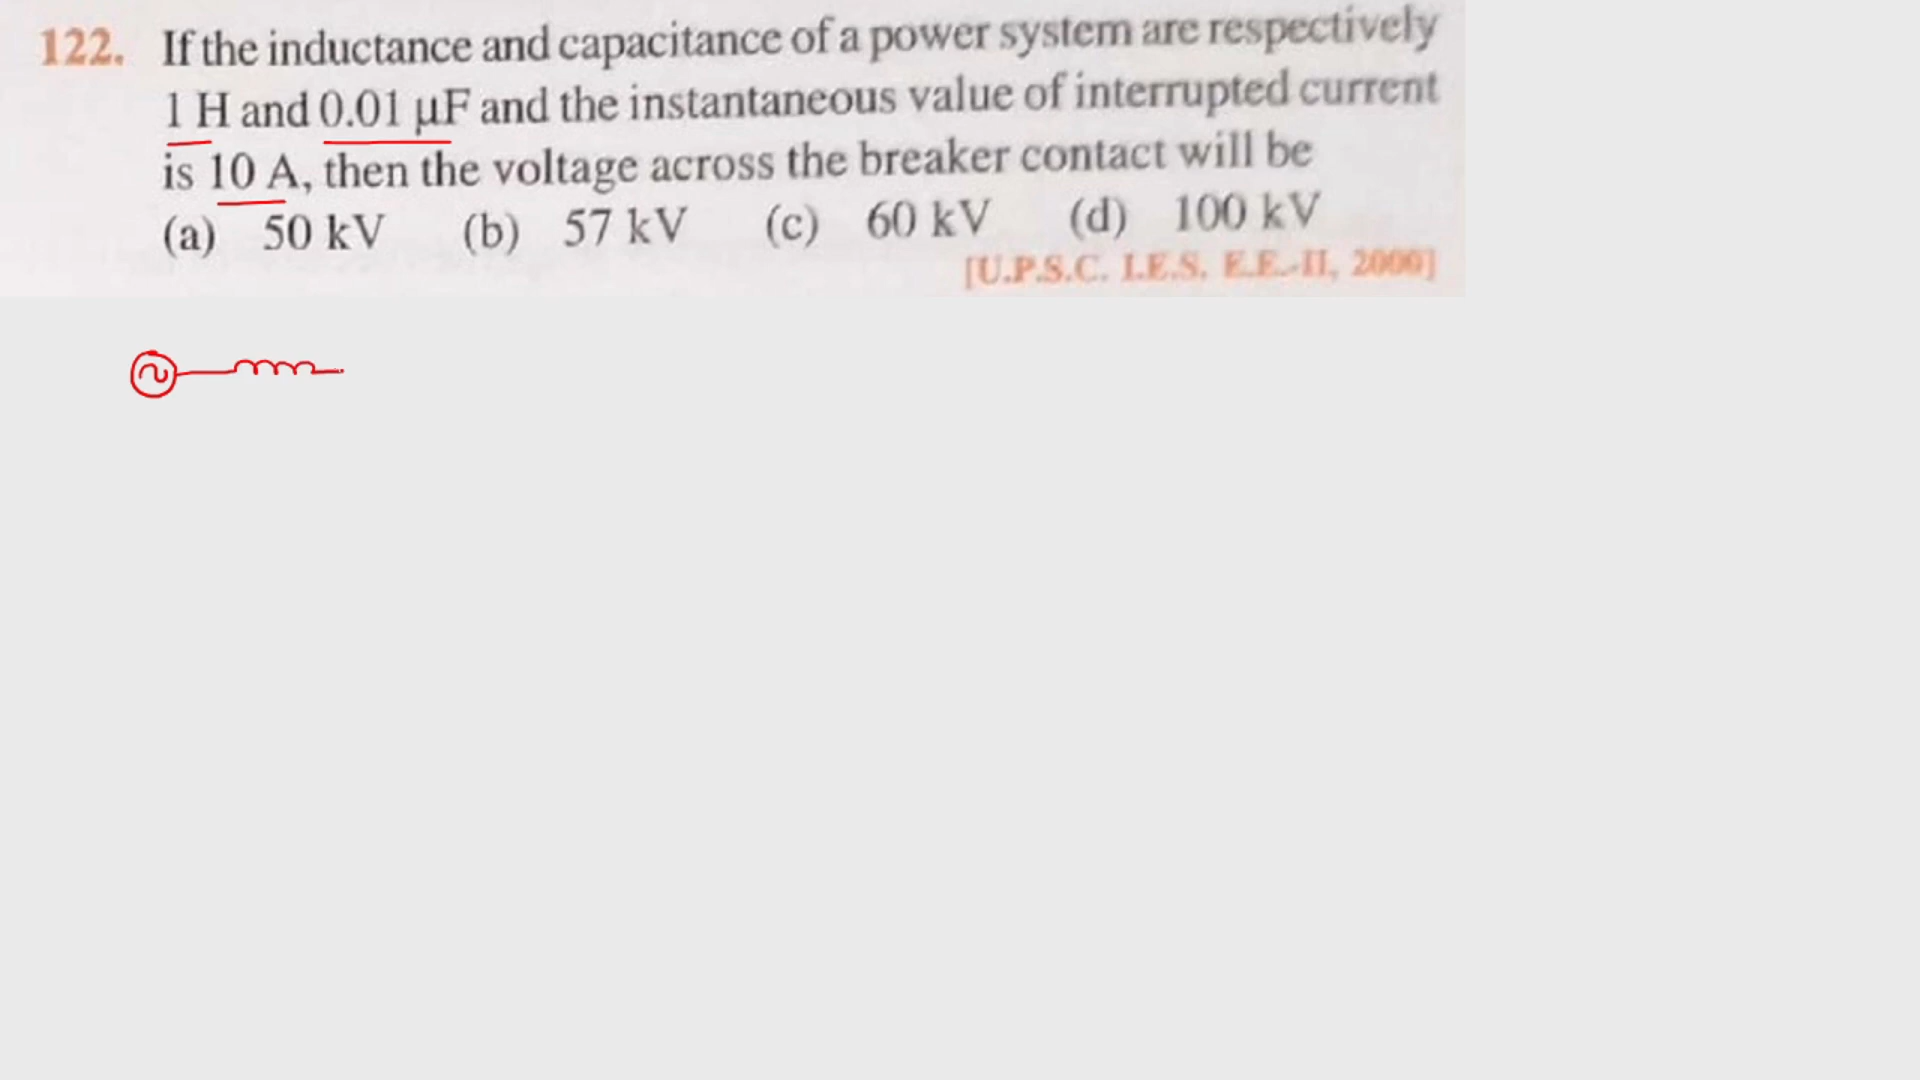 122. If the inductance and capacitance of a power system are respectively
1 H and 0.01 μF and the instantaneous value of interrupted current
is 10 A, then the voltage across the breaker contact will be
(a) 50 kV (b) 57 kV (c) 60 kV (d) 100 kV
[U.P.S.C. I.E.S. E.E.-II, 2000]